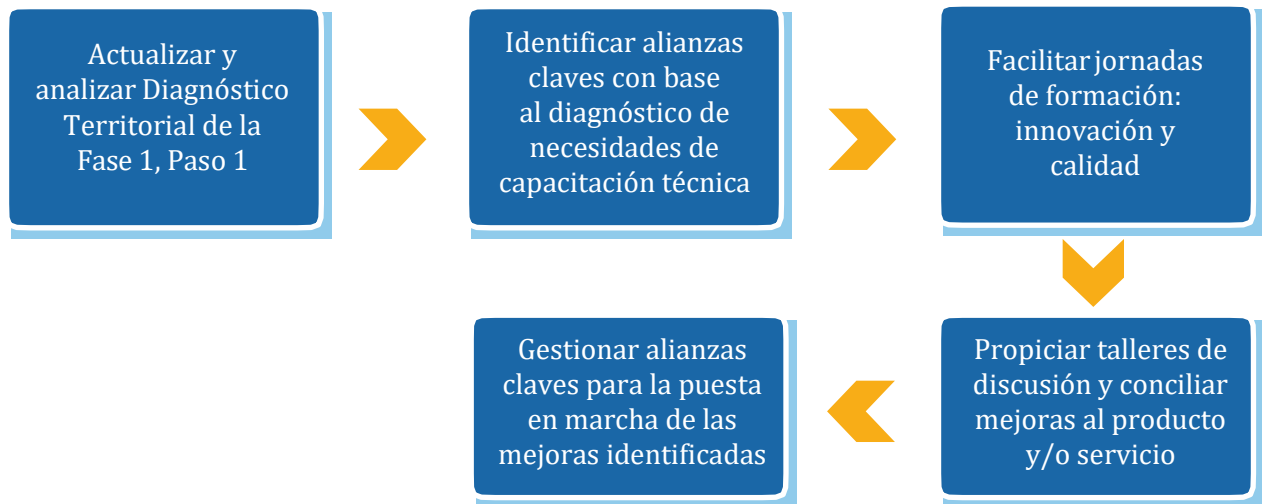 Actualizar y
analizar Diagnóstico
Territorial de la
Fase 1, Paso 1
Identificar alianzas
claves con base
al diagnóstico de
necesidades de
capacitación técnica
Facilitar jornadas
de formación:
innovación y
calidad
Propiciar talleres de
discusión y conciliar
mejoras al producto
y/o servicio
Gestionar alianzas
claves para la puesta
en marcha de las
mejoras identificadas